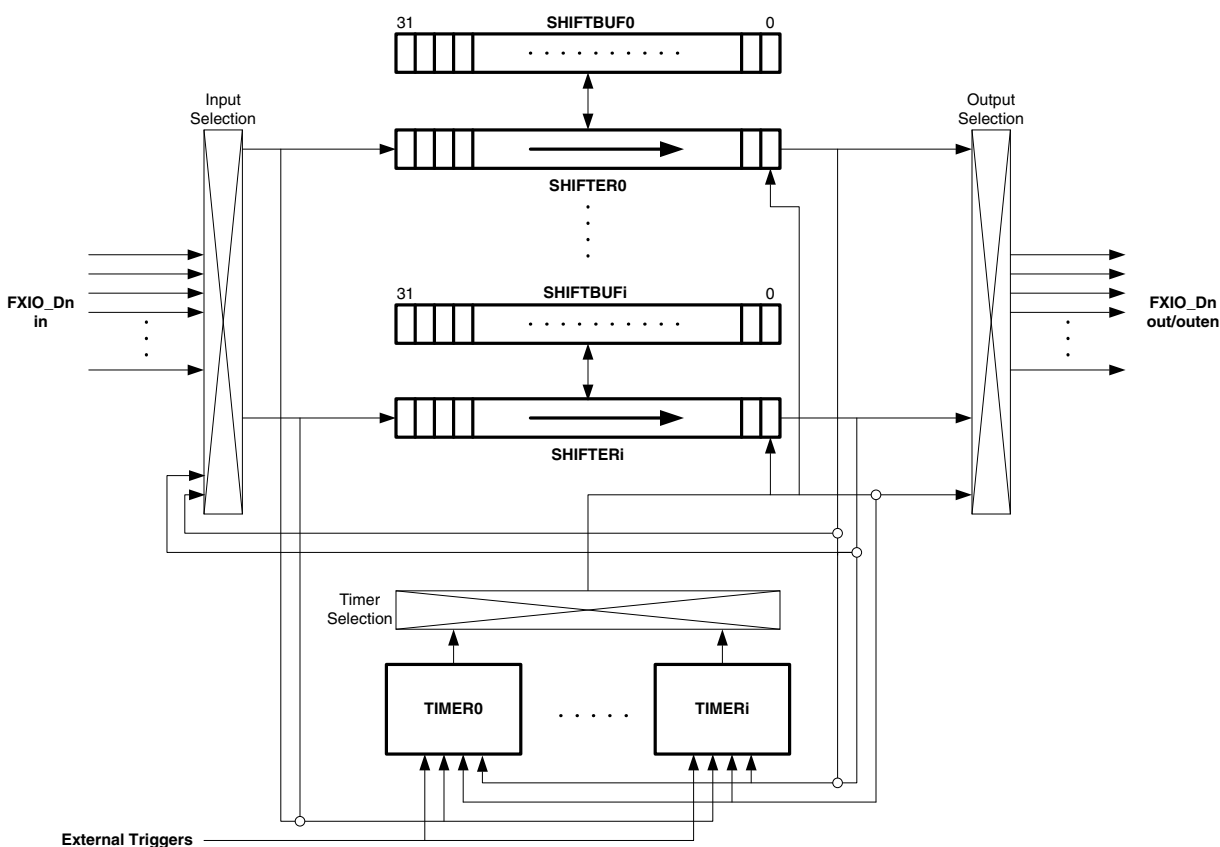 31
SHIFTBUF0
0
Input
Selection
Output
Selection
SHIFTER0
31
SHIFTBUFi
0
FXIO_Dn
in
FXIO_Dn
out/outen
SHIFTERi
Timer
Selection
TIMER0
TIMERi
External Triggers